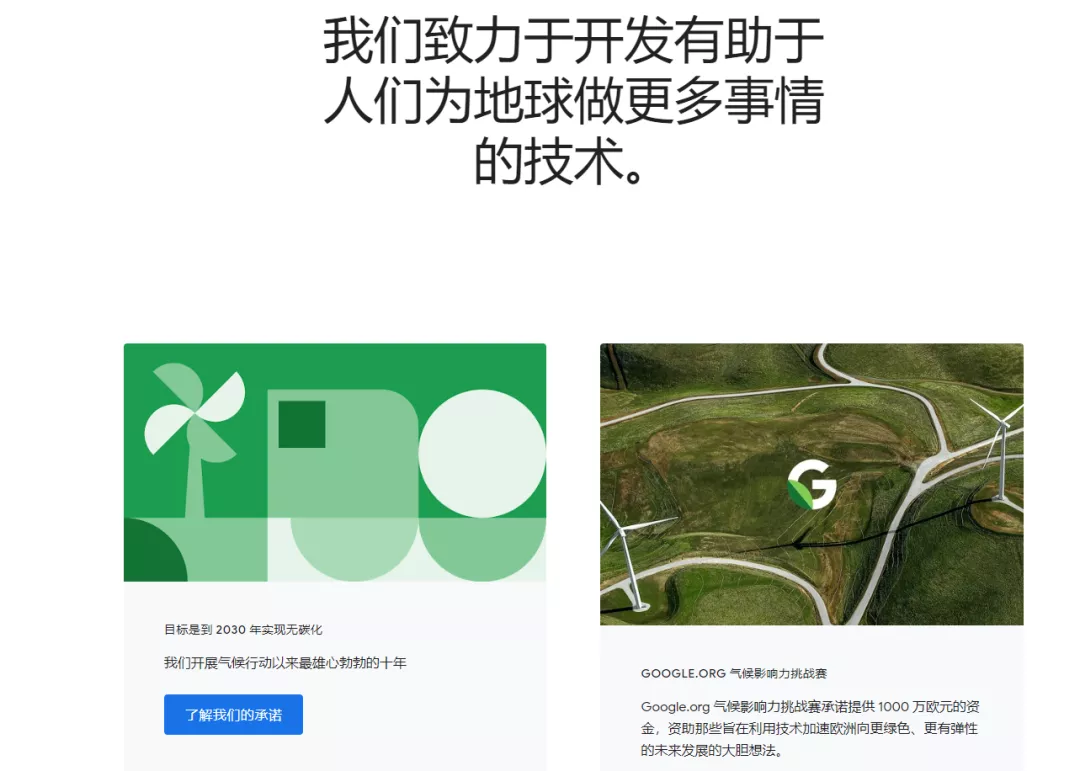 我们致力于开发有助于
人们为地球做更多事情
的技术。
目标是到 2030 年实现无碳化
我们开展气候行动以来最雄心勃勃的十年
了解我们的承诺
G
GOOGLE.ORG 气候影响力挑战赛
Google.org 气候影响力挑战赛承诺提供 1000 万欧元的资
金，资助那些旨在利用技术加速欧洲向更绿色、更有弹性
的未来发展的大胆想法。